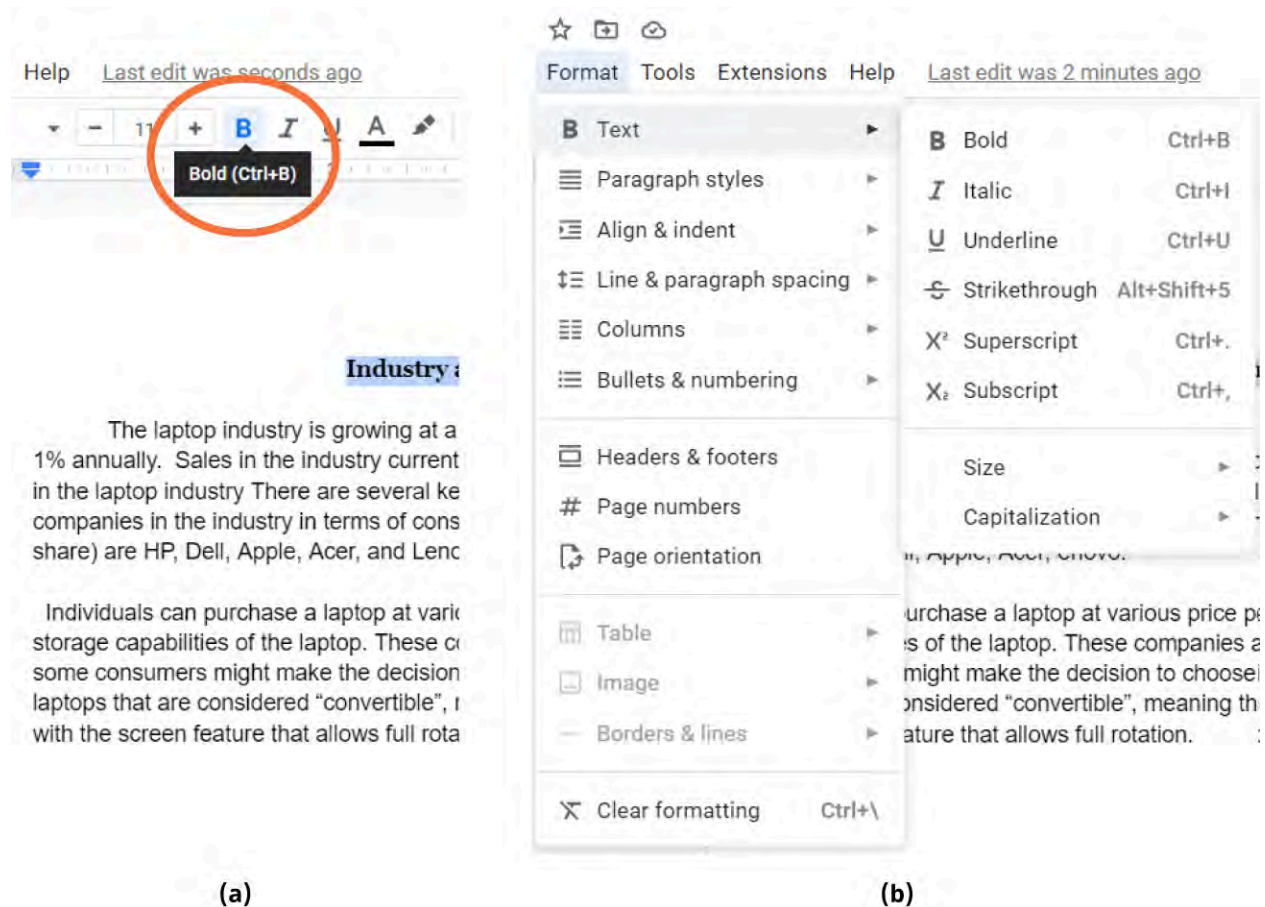 Help Last edit was seconds ago
11 B I U A
Bold (Ctrl+B)
Industry
The laptop industry is growing at a
1% annually. Sales in the industry current
in the laptop industry There are several ke
companies in the industry in terms of cons
share) are HP, Dell, Apple, Acer, and Leno
Individuals can purchase a laptop at vario
storage capabilities of the laptop. These co
some consumers might make the decision
laptops that are considered “convertible”,
with the screen feature that allows full rota
(a)
Format Tools Extensions Help Last edit was 2 minutes ago
B Text
Paragraph styles
Align & indent
Line & paragraph spacing
Columns
Bullets & numbering
Headers & footers
# Page numbers
Page orientation
Table
Image
Borders & lines
Clear formatting Ctrl+\
B Bold Ctrl+B
I Italic Ctrl+I
U Underline Ctrl+U
S Strikethrough Alt+Shift+5
X² Superscript Ctrl+.
X₂ Subscript Ctrl+,
Size
Capitalization
Apple, Acer,
urchase a laptop at various price
s of the laptop. These companies a
might make the decision to choose
onsidered “convertible”, meaning th
ature that allows full rotation.
(b)